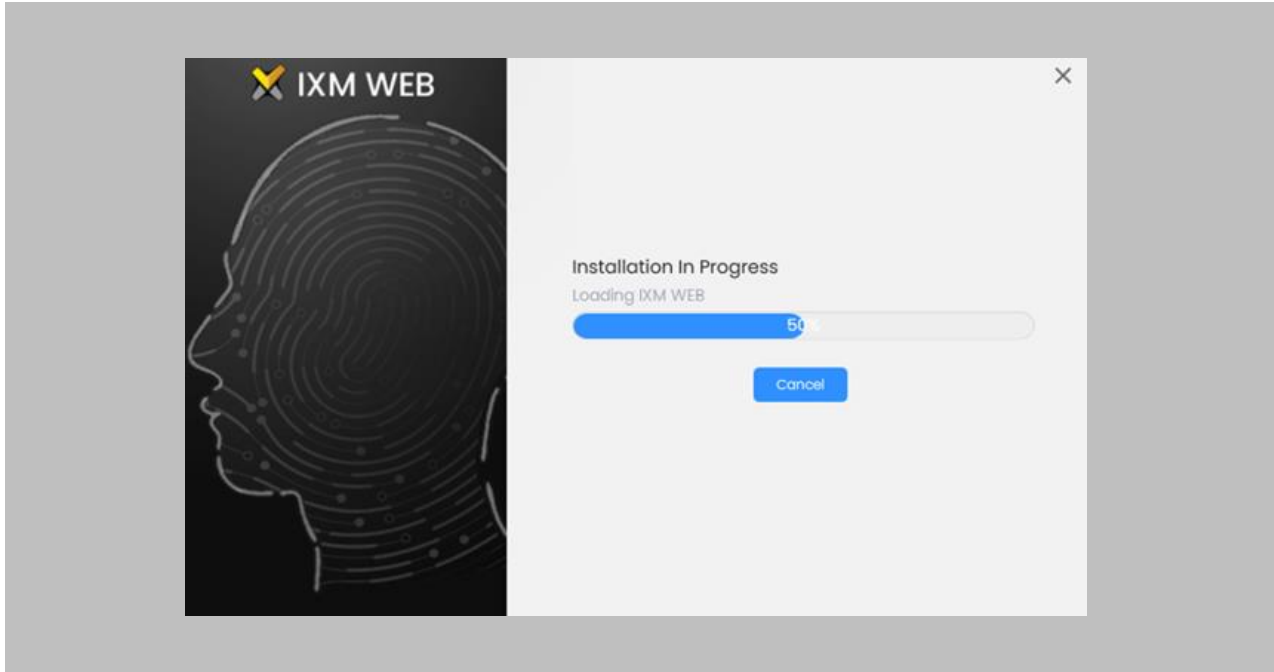 IXM WEB
Installation In Progress
Loading IXM WEB
50%
Cancel